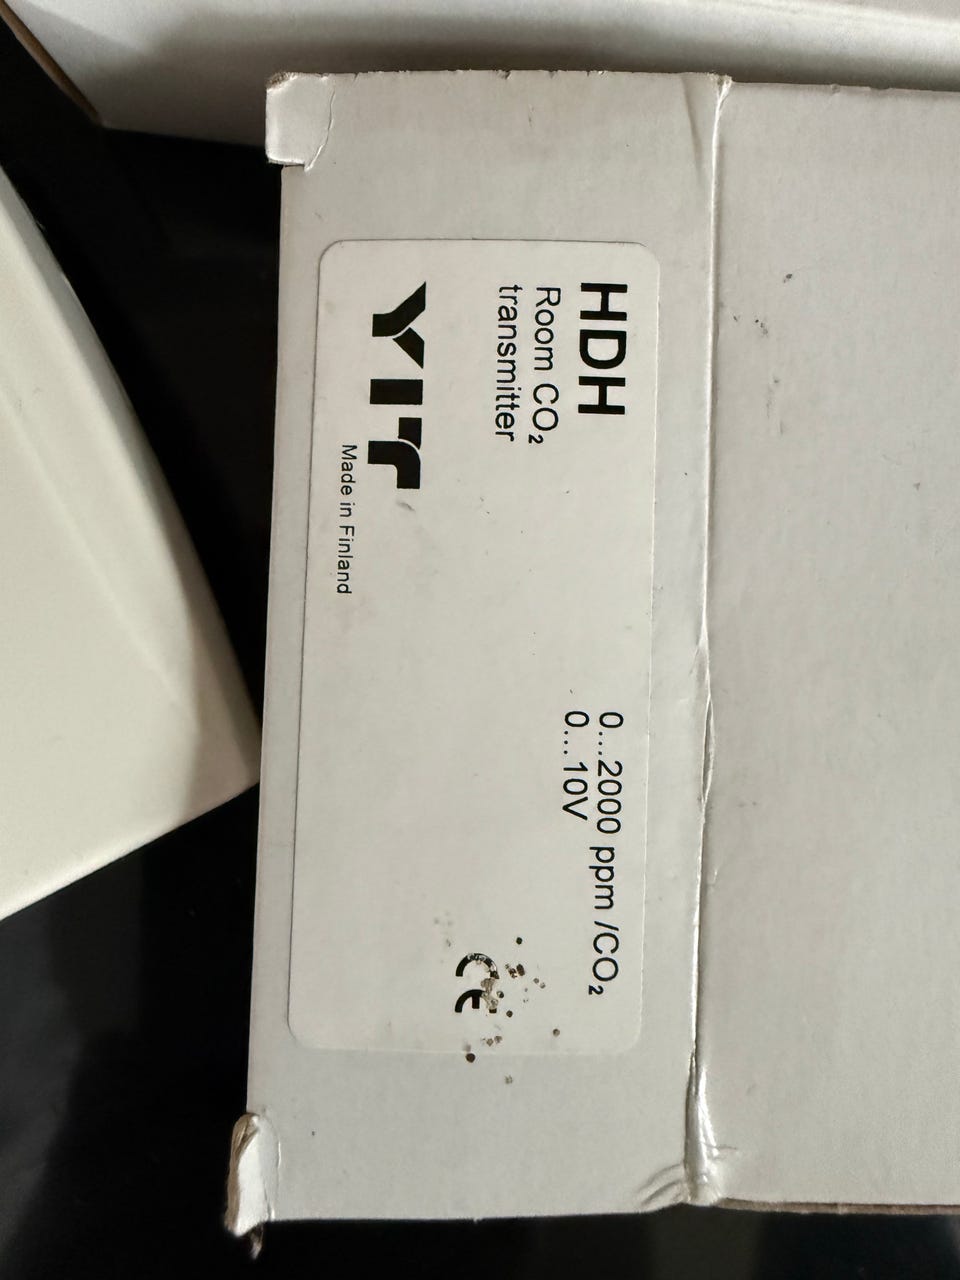 HDH
Room CO₂
transmitter
0...2000 ppm /CO₂
0...10V
YIT
Made in Finland
CE